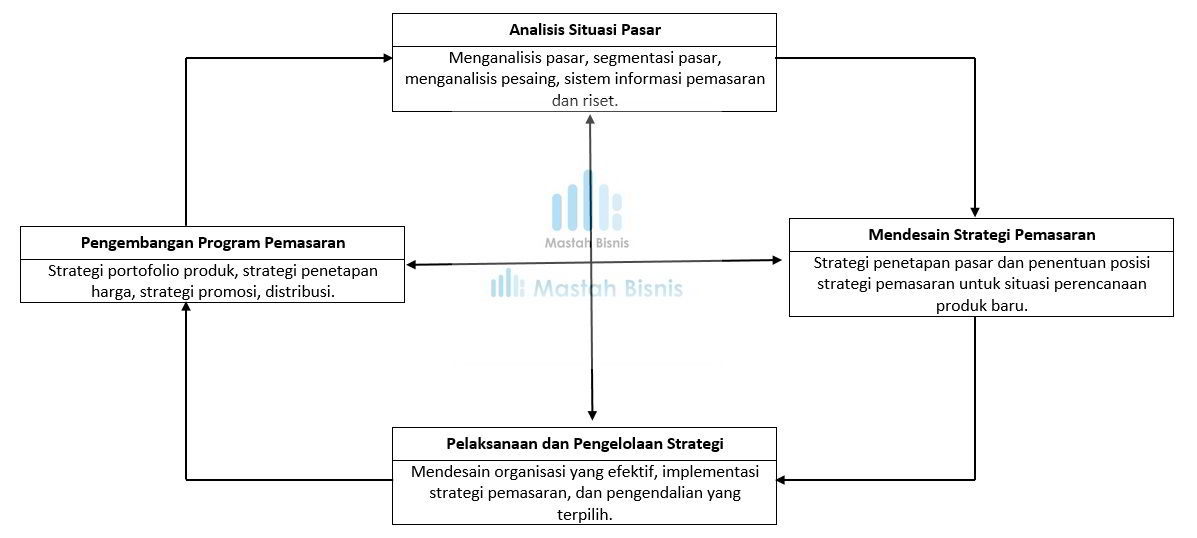 Analisis Situasi Pasar
Menganalisis pasar, segmentasi pasar,
menganalisis pesaing, sistem informasi pemasaran
dan riset.
Mastah Bisnis
Mastah Bisnis
Pengembangan Program Pemasaran
Strategi portofolio produk, strategi penetapan
harga, strategi promosi, distribusi.
Mendesain Strategi Pemasaran
Strategi penetapan pasar dan penentuan posisi
strategi pemasaran untuk situasi perencanaan
produk baru.
Pelaksanaan dan Pengelolaan Strategi
Mendesain organisasi yang efektif, implementasi
strategi pemasaran, dan pengendalian yang
terpilih.